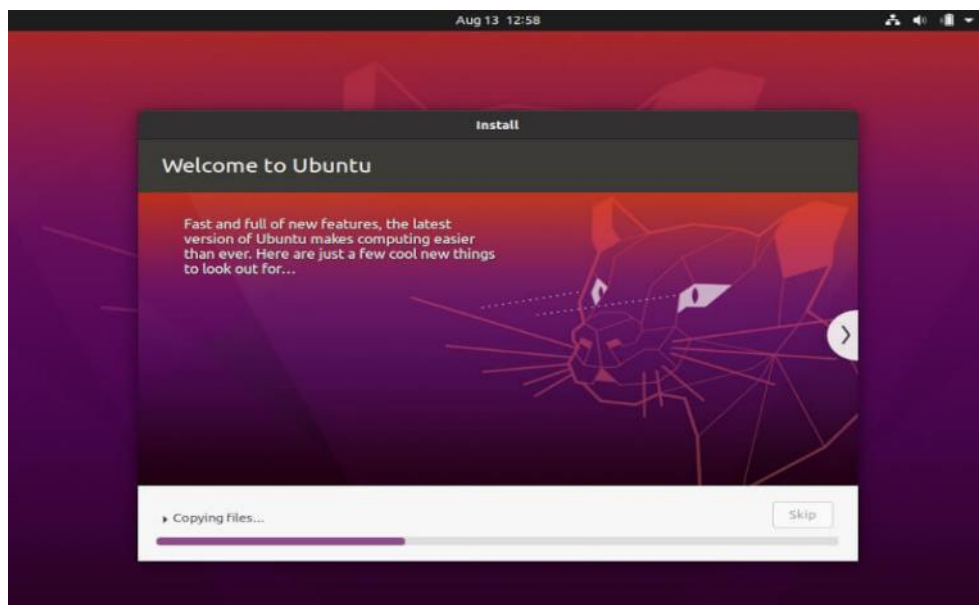 Aug 13 12:58
Install
Welcome to Ubuntu
Fast and full of new features, the latest
version of Ubuntu makes computing easier
than ever. Here are just a few cool new things
to look out for...
Copying files...
Skip